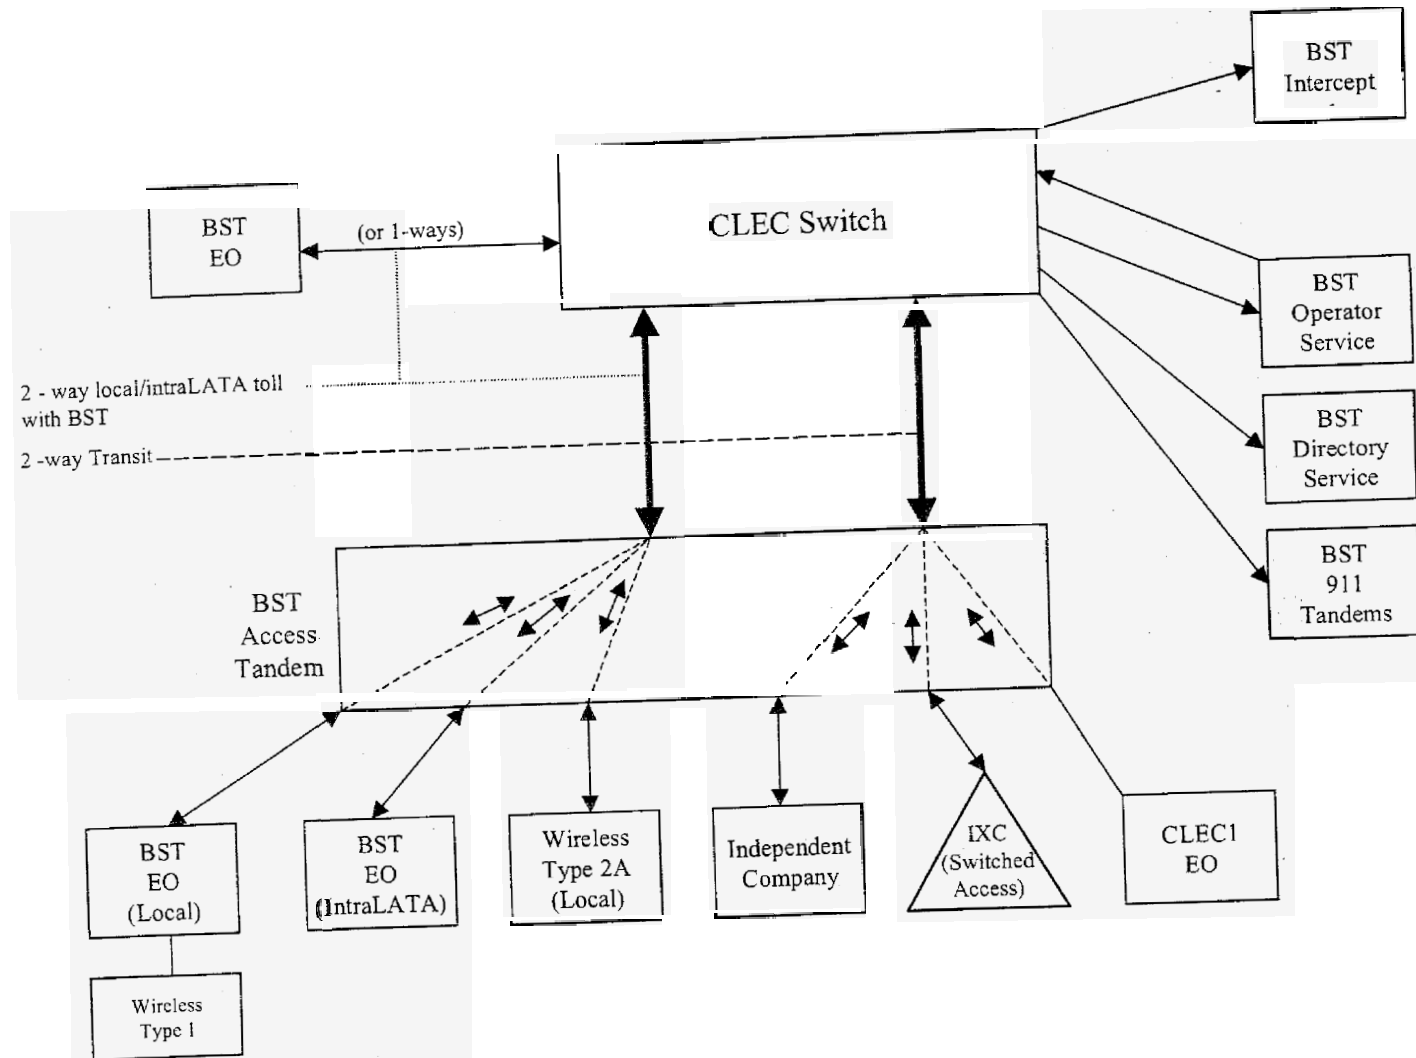 BST
Intercept
CLEC Switch
BST
EO
(or 1-ways)
BST
Operator
Service
2 - way local/intraLATA toll
with BST
BST
Directory
Service
2 -way Transit
BST
911
Tandems
BST
Access
Tandem
BST
EO
(Local)
BST
EO
(IntraLATA)
Wireless
Type 2A
(Local)
Independent
Company
IXC
(Switched
Access)
CLEC1
EO
Wireless
Type 1